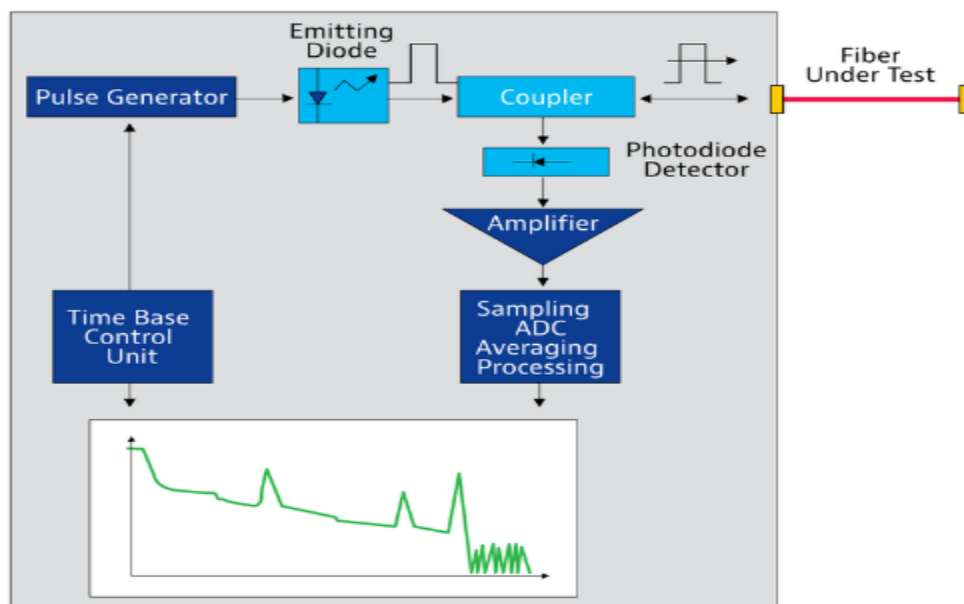 Emitting
Diode
Fiber
Under Test
Pulse Generator
Coupler
Photodiode
Detector
Amplifier
Time Base
Control
Unit
Sampling
ADC
Averaging
Processing